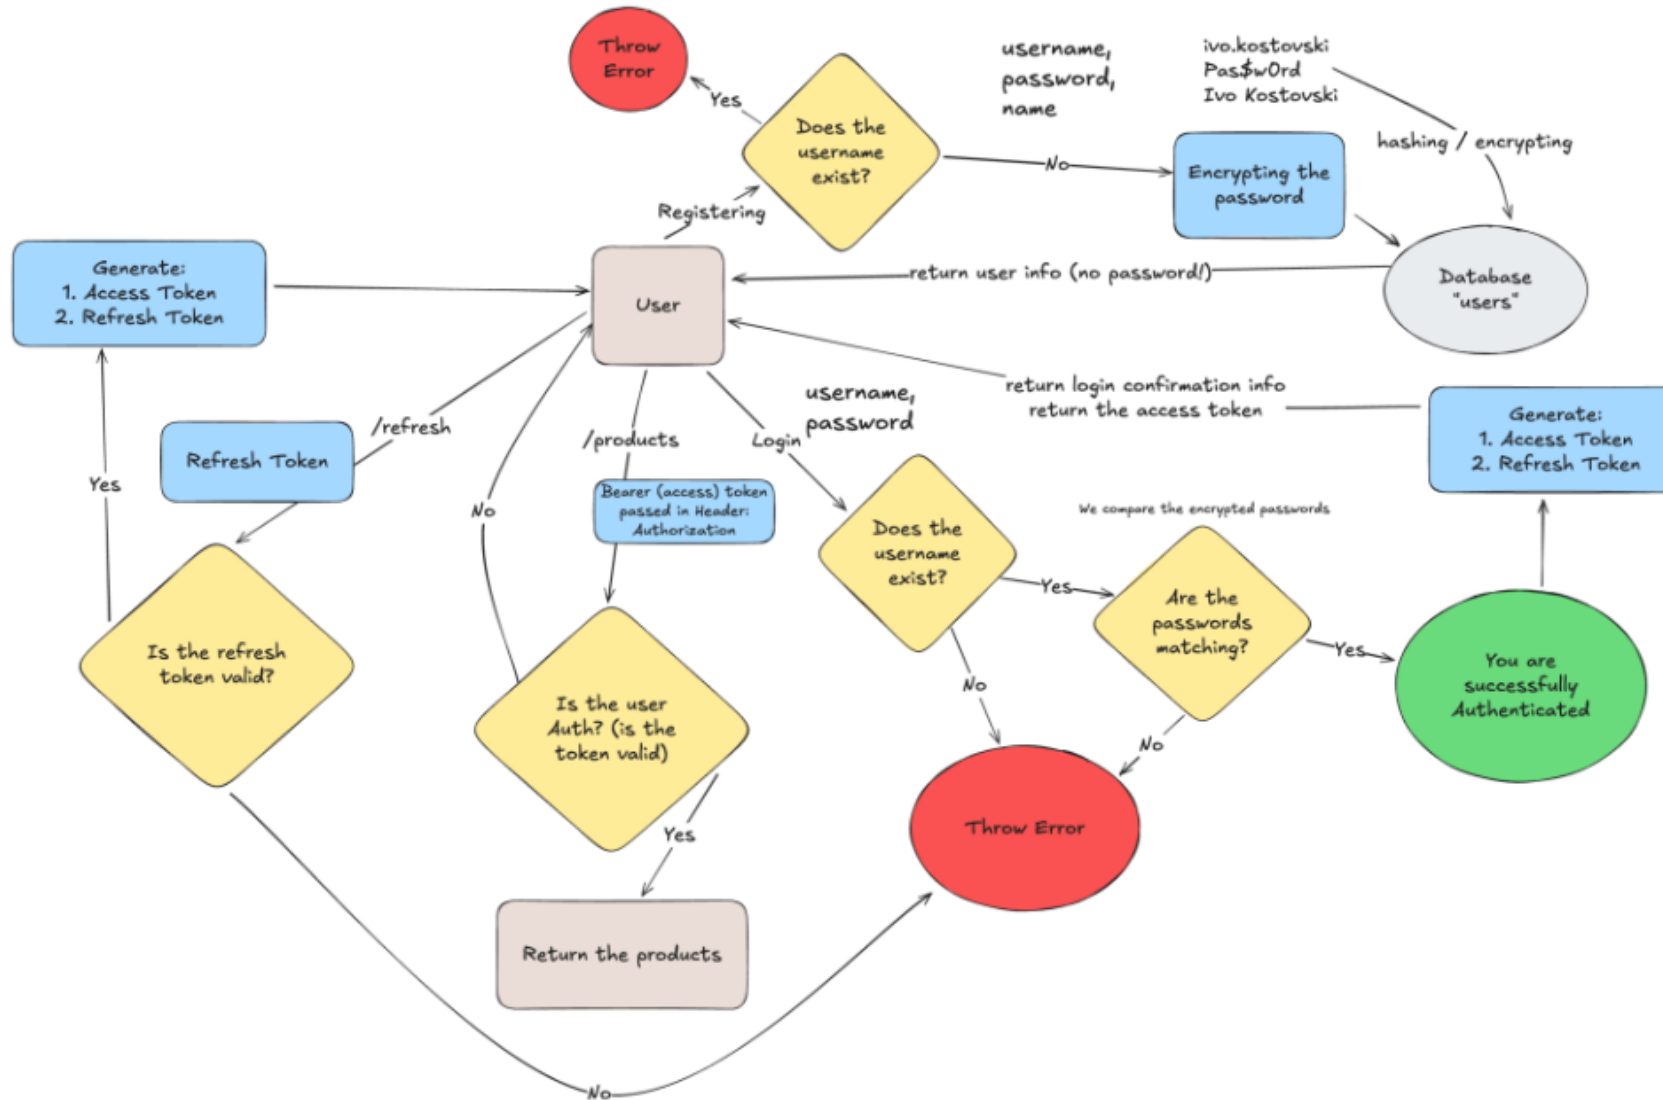 Throw
Error
Yes
Does the
username
exist?
username,
password,
name
ivo.kostovski
Pas$w0rd
Ivo Kostovski
hashing / encrypting
No
Encrypting the
password
Registering
Generate:
1. Access Token
2. Refresh Token
User
return user info (no password!)
Database
"users"
return login confirmation info
return the access token
Generate:
1. Access Token
2. Refresh Token
username,
password
/refresh
/products
Login
Refresh Token
Yes
No
Bearer (access) token
passed in Header:
Authorization
We compare the encrypted passwords
Does the
username
exist?
Yes
Are the
passwords
matching?
Yes
You are
successfully
Authenticated
Is the refresh
token valid?
Is the user
Auth? (is the
token valid)
No
No
Yes
Throw Error
Return the products
No